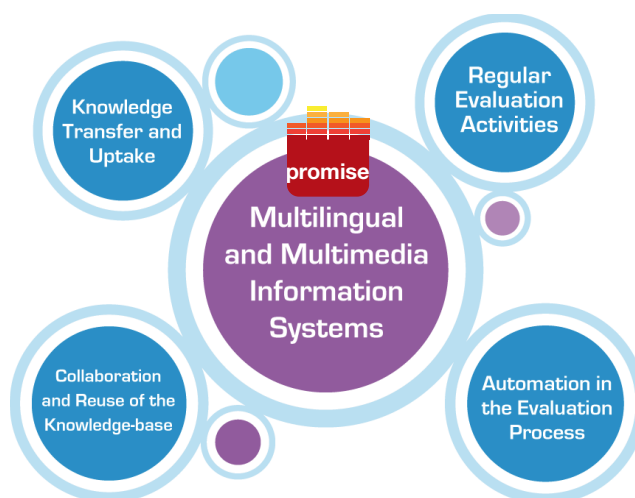 Knowledge
Transfer and
Uptake
Regular
Evaluation
Activities
promise
Multilingual
and Multimedia
Information
Systems
Collaboration
and Reuse of the
Knowledge-base
Automation in
the Evaluation
Process